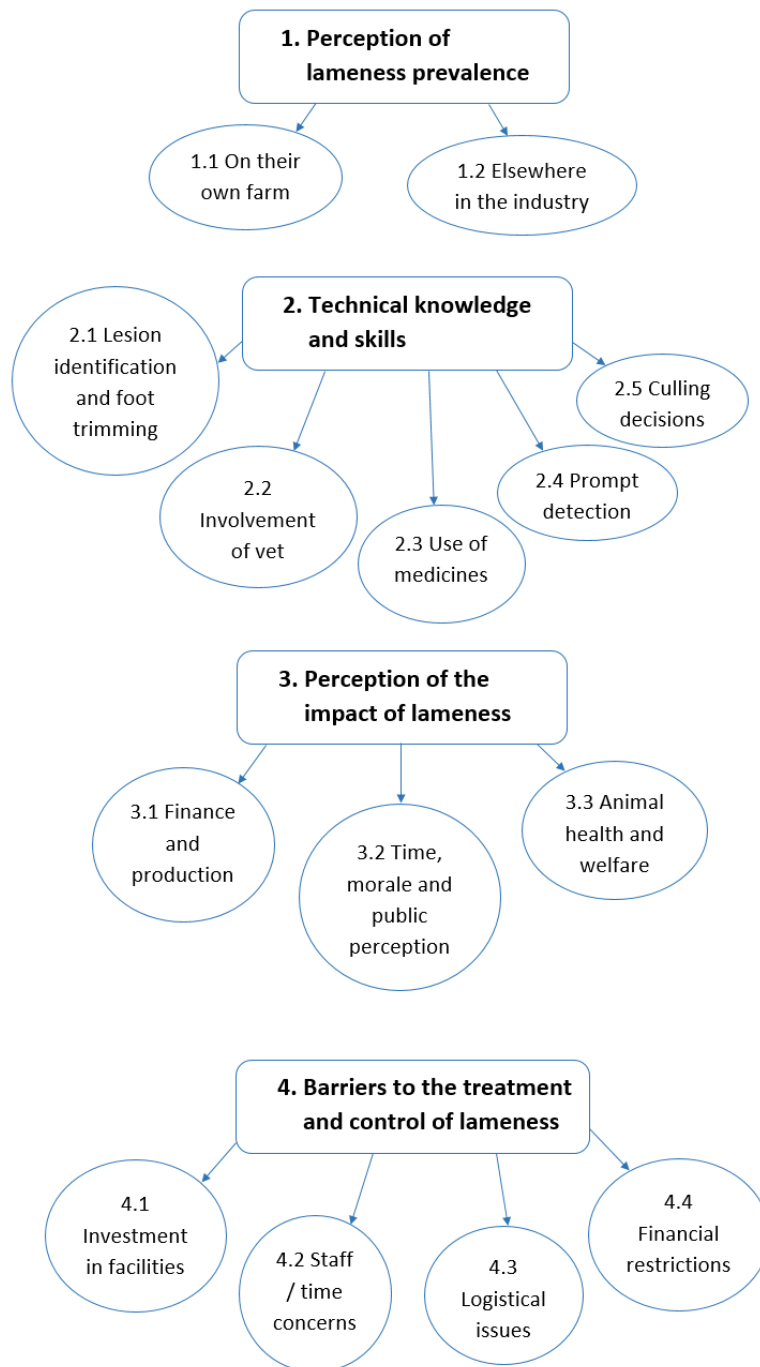 1. Perception of
lameness prevalence
1.1 On their
own farm
1.2 Elsewhere
in the industry
2. Technical knowledge
and skills
2.1 Lesion
identification
and foot
trimming
2.2
Involvement
of vet
2.3 Use of
medicines
2.4 Prompt
detection
2.5 Culling
decisions
3. Perception of the
impact of lameness
3.1 Finance
and
production
3.2 Time,
morale and
public
perception
3.3 Animal
health and
welfare
4. Barriers to the treatment
and control of lameness
4.1
Investment
in facilities
4.2 Staff
/ time
concerns
4.3
Logistical
issues
4.4
Financial
restrictions